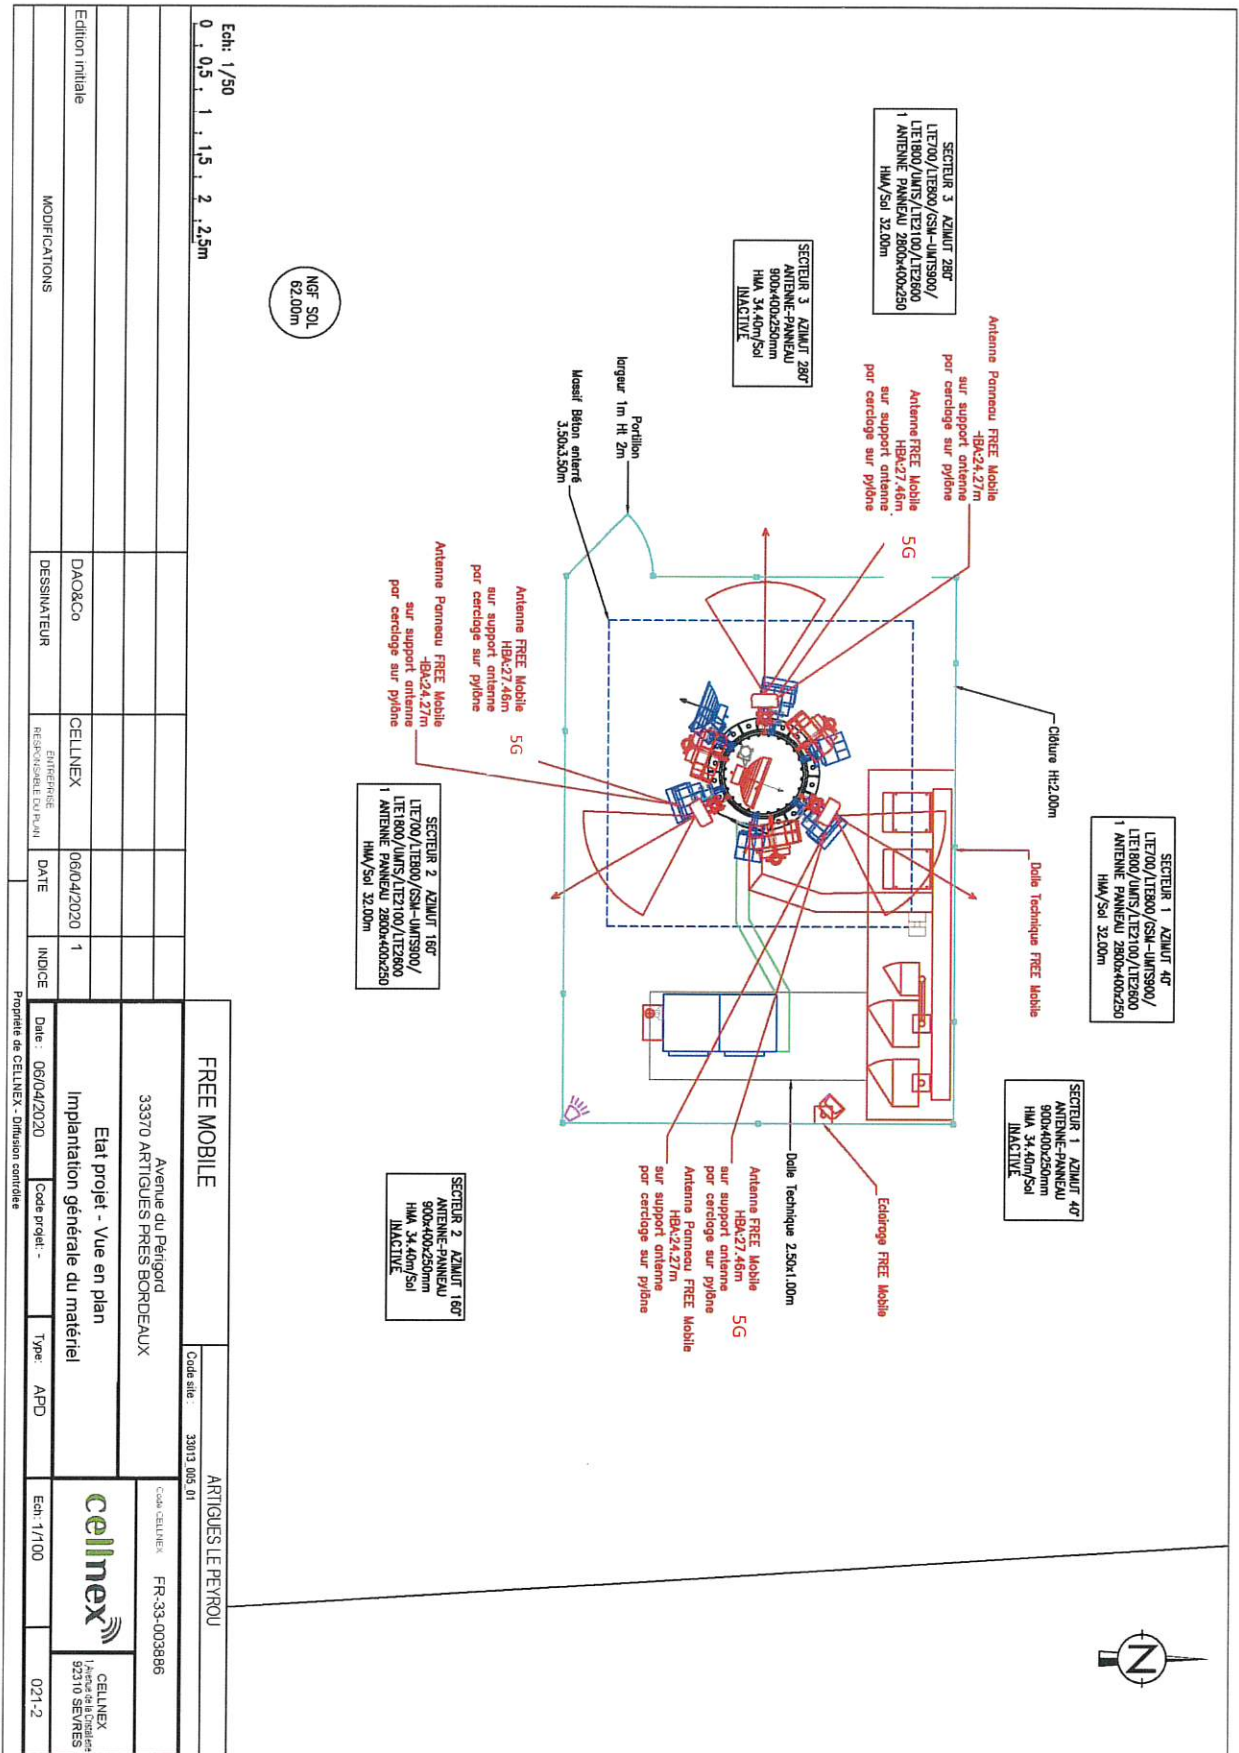 SECTEUR 1 AZIMUT 40°
LTE700/LTE800/GSM-UMTS900/
LTE1800/UMTS/LTE2100/LTE2600
1 ANTENNE PANNEAU 2800x400x250
HMA/Sol 32.00m
SECTEUR 1 AZIMUT 40°
ANTENNE-PANNEAU
900x400x250mm
HMA 34.40m/Sol
INACTIVE
Clôture Ht:2.00m
Dalle Technique FREE Mobile
Eclairage FREE Mobile
SECTEUR 3 AZIMUT 280°
LTE700/LTE800/GSM-UMTS900/
LTE1800/UMTS/LTE2100/LTE2600
1 ANTENNE PANNEAU 2800x400x250
HMA/Sol 32.00m
Antenne Panneau FREE Mobile
HBA:24.27m
sur support antenne
par cerclage sur pylône
Antenne FREE Mobile
HBA:27.46m
sur support antenne
par cerclage sur pylône
5G
SECTEUR 3 AZIMUT 280°
ANTENNE-PANNEAU
900x400x250mm
HMA 34.40m/Sol
INACTIVE
Dalle Technique 2.50x1.00m
Antenne FREE Mobile
HBA:27.46m
sur support antenne
par cerclage sur pylône
5G
Antenne Panneau FREE Mobile
HBA:24.27m
sur support antenne
par cerclage sur pylône
Portillon
largeur 1m Ht 2m
Massif Béton enterré
3.50x3.50m
Antenne FREE Mobile
HBA:27.46m
sur support antenne
par cerclage sur pylône
5G
Antenne Panneau FREE Mobile
HBA:24.27m
sur support antenne
par cerclage sur pylône
SECTEUR 2 AZIMUT 160°
LTE700/LTE800/GSM-UMTS900/
LTE1800/UMTS/LTE2100/LTE2600
1 ANTENNE PANNEAU 2800x400x250
HMA/Sol 32.00m
SECTEUR 2 AZIMUT 160°
ANTENNE-PANNEAU
900x400x250mm
HMA 34.40m/Sol
INACTIVE
N
NGF SOL
62.00m
Ech: 1/50
0 0,5 1 1,5 2 2,5m
FREE MOBILE
ARTIGUES LE PEYROU
Code site : 33013_005_01
Avenue du Périgord
33370 ARTIGUES PRES BORDEAUX
Code CELLNEX FR-33-003886
Etat projet - Vue en plan
Implantation générale du matériel
cellnex
CELLNEX
1 Avenue de la Cristallerie
92310 SEVRES
Edition initiale
DAO&Co
CELLNEX
06/04/2020
1
MODIFICATIONS
DESSINATEUR
ENTREPRISE
RESPONSABLE DU PLAN
DATE
INDICE
Date : 06/04/2020
Code projet: -
Type: APD
Ech: 1/100
021-2
Propriété de CELLNEX - Diffusion contrôlée